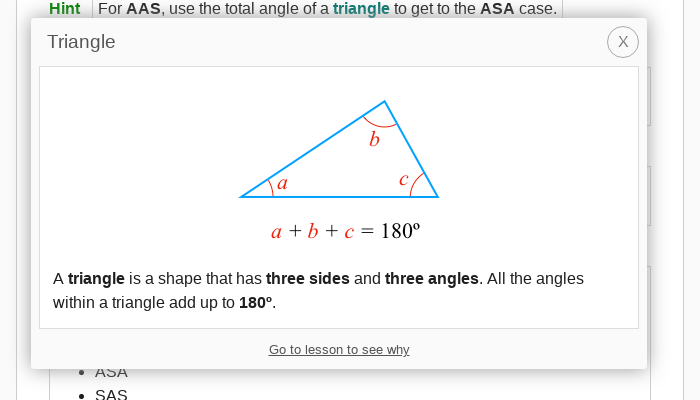 Hint For AAS, use the total angle of a triangle to get to the ASA case.
Triangle
X
b
a
c
a + b + c = 180º
A triangle is a shape that has three sides and three angles. All the angles
within a triangle add up to 180º.
Go to lesson to see why
• ASA
• SAS